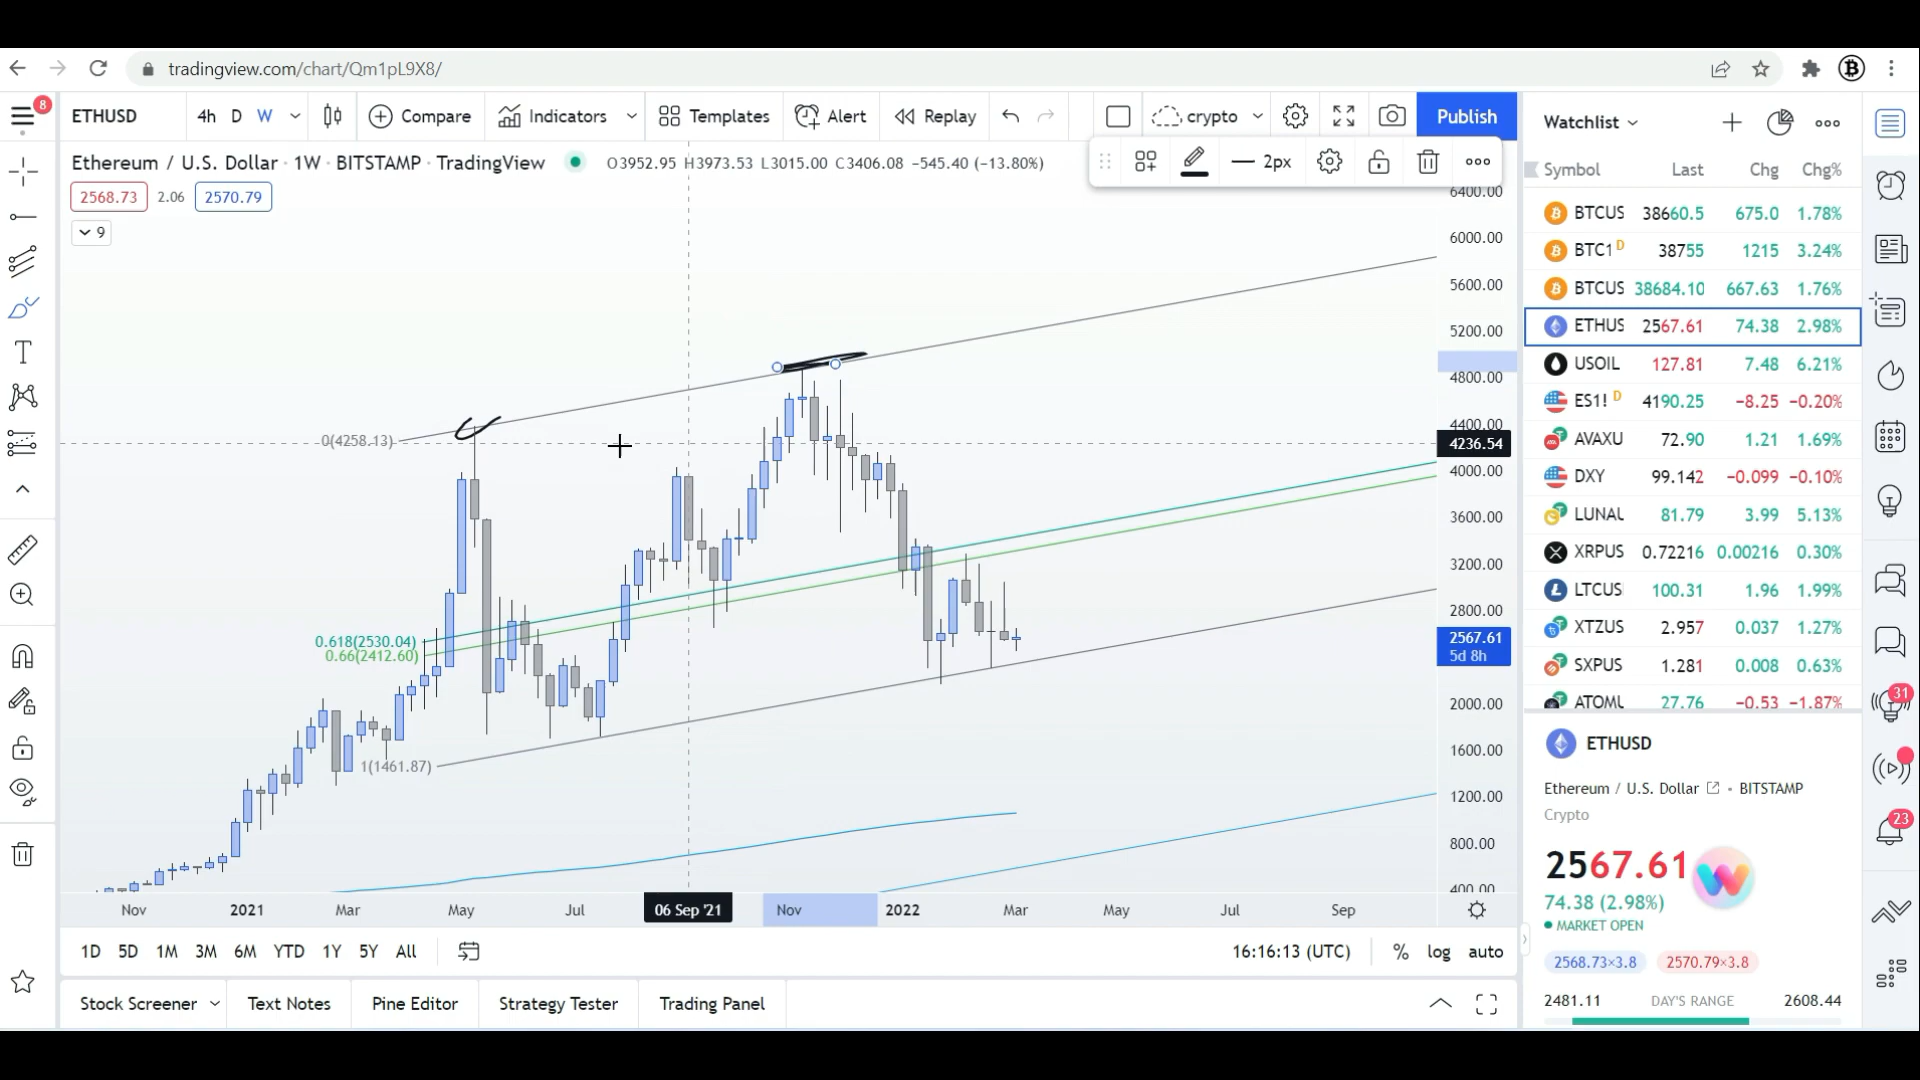 tradingview.com/chart/Qm1pL9X8/
8
ETHUSD 4h D W Compare Indicators Templates Alert Replay crypto Publish
2px
Ethereum / U.S. Dollar · 1W · BITSTAMP · TradingView O3952.95 H3973.53 L3015.00 C3406.08 −545.40 (−13.80%)
2568.73 2.06 2570.79
9
6400.00
6000.00
5600.00
5200.00
4800.00
4400.00
4236.54
4000.00
3600.00
3200.00
2800.00
2567.61
5d 8h
2000.00
1600.00
1200.00
800.00
400.00
0(4258.13)
0.618(2530.04)
0.66(2412.60)
1(1461.87)
Nov 2021 Mar May Jul 06 Sep '21 Nov 2022 Mar May Jul Sep
1D 5D 1M 3M 6M YTD 1Y 5Y All 16:16:13 (UTC) % log auto
Stock Screener Text Notes Pine Editor Strategy Tester Trading Panel
Watchlist
Symbol Last Chg Chg%
BTCUS 38660.5 675.0 1.78%
BTC1 D 38755 1215 3.24%
BTCUS 38684.10 667.63 1.76%
ETHUS 2567.61 74.38 2.98%
USOIL 127.81 7.48 6.21%
ES1! D 4190.25 −8.25 −0.20%
AVAXU 72.90 1.21 1.69%
DXY 99.142 −0.099 −0.10%
LUNAU 81.79 3.99 5.13%
XRPUS 0.72216 0.00216 0.30%
LTCUS 100.31 1.96 1.99%
XTZUS 2.957 0.037 1.27%
SXPUS 1.281 0.008 0.63%
ATOMU 27.76 −0.53 −1.87%
ETHUSD
Ethereum / U.S. Dollar • BITSTAMP
Crypto
2567.61
74.38 (2.98%)
MARKET OPEN
2568.73×3.8 2570.79×3.8
2481.11 DAY'S RANGE 2608.44
31
23